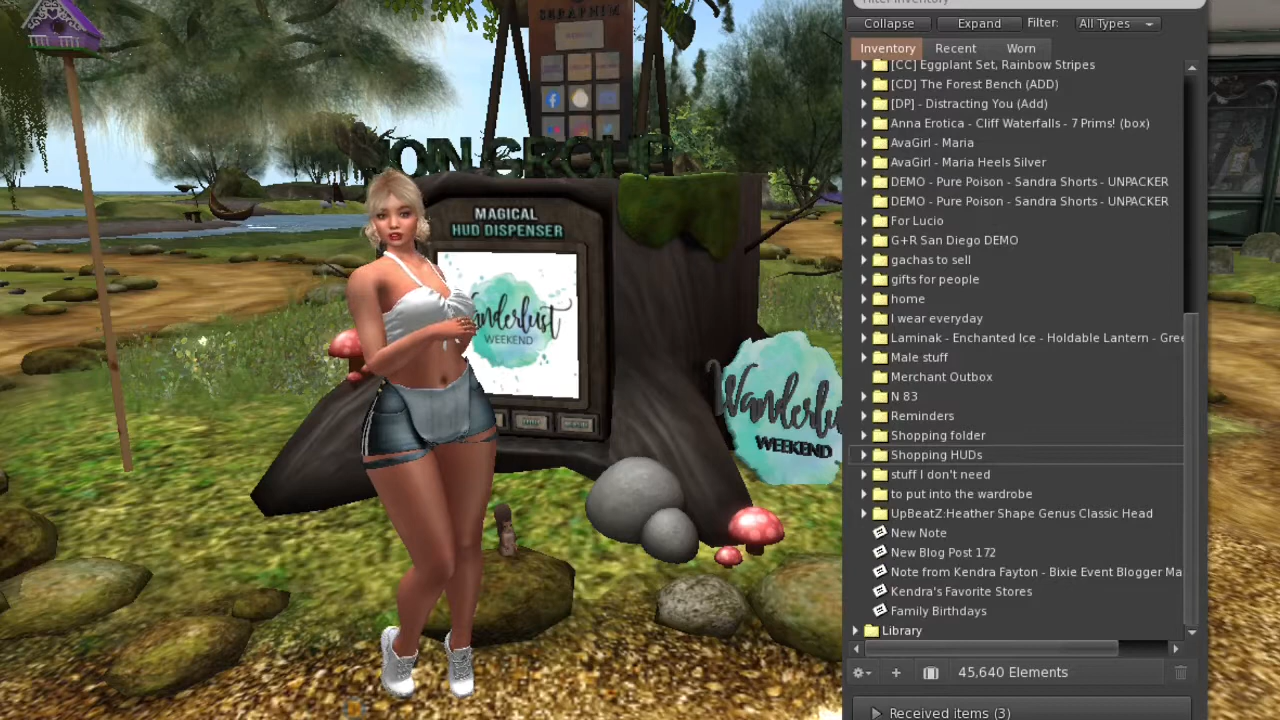 SERAPHIM
JOIN GROUP
MAGICAL
HUD DISPENSER
Wanderlust
WEEKEND
WEEKEND
Filter Inventory
Collapse
Expand
Filter:
All Types
Inventory
Recent
Worn
[CC] Eggplant Set, Rainbow Stripes
[CD] The Forest Bench (ADD)
[DP] - Distracting You (Add)
Anna Erotica - Cliff Waterfalls - 7 Prims! (box)
AvaGirl - Maria
AvaGirl - Maria Heels Silver
DEMO - Pure Poison - Sandra Shorts - UNPACKER
DEMO - Pure Poison - Sandra Shorts - UNPACKER
For Lucio
G+R San Diego DEMO
gachas to sell
gifts for people
home
I wear everyday
Laminak - Enchanted Ice - Holdable Lantern - Gree
Male stuff
Merchant Outbox
N 83
Reminders
Shopping folder
Shopping HUDs
stuff I don't need
to put into the wardrobe
UpBeatZ:Heather Shape Genus Classic Head
New Note
New Blog Post 172
Note from Kendra Fayton - Bixie Event Blogger Ma
Kendra's Favorite Stores
Family Birthdays
Library
45,640 Elements
Received items (3)